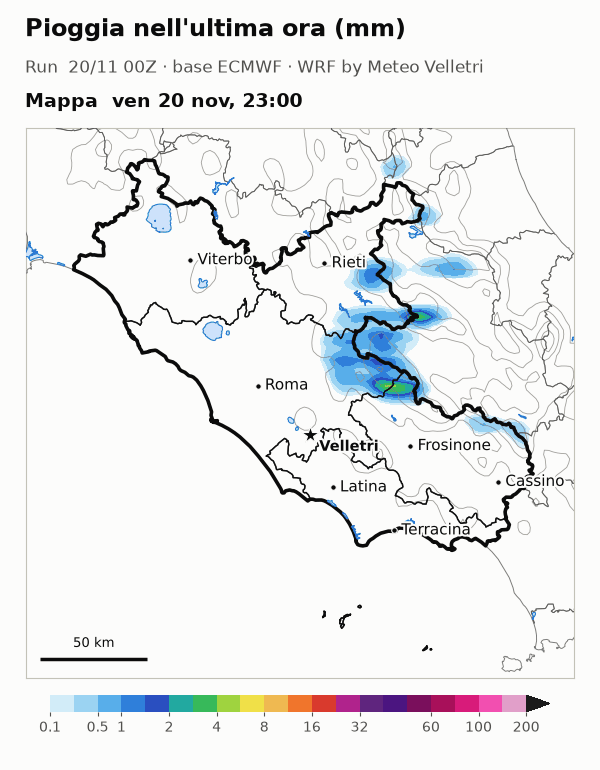 Pioggia nell'ultima ora (mm)
Run  20/11 00Z · base ECMWF · WRF by Meteo Velletri
Mappa  ven 20 nov, 23:00
Viterbo
Rieti
Roma
Velletri
Frosinone
Latina
Cassino
Terracina
50 km
0.1 0.5 1 2 4 8 16 32 60 100 200